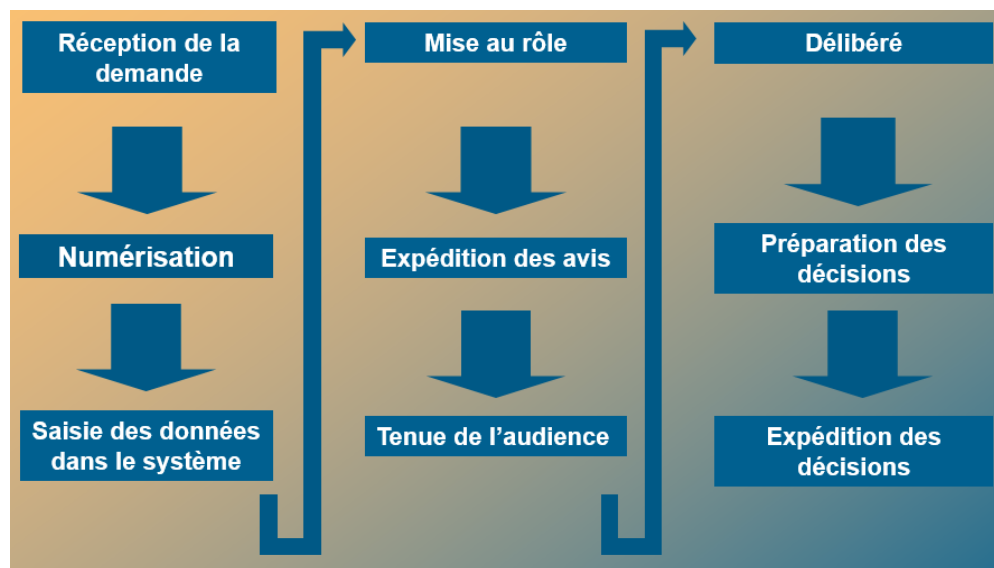 Réception de la
demande
Numérisation
Saisie des données
dans le système
Mise au rôle
Expédition des avis
Tenue de l’audience
Délibéré
Préparation des
décisions
Expédition des
décisions